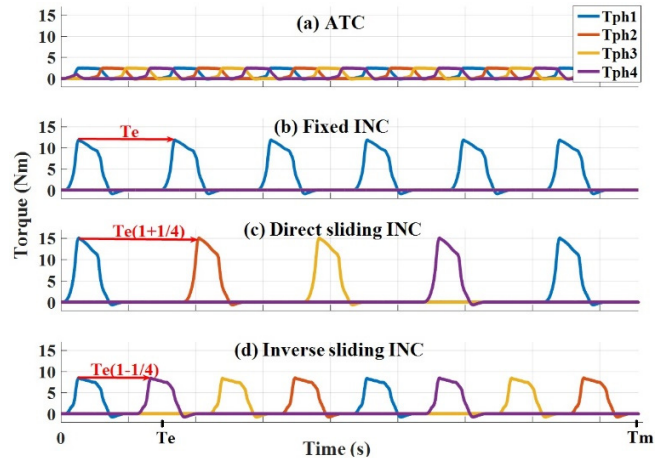 (a) ATC
Tph1
Tph2
Tph3
Tph4
15
10
5
0
(b) Fixed INC
Te
15
10
5
0
(c) Direct sliding INC
Te(1+1/4)
15
10
5
0
(d) Inverse sliding INC
Te(1-1/4)
15
10
5
0
Torque (Nm)
0
Te
Time (s)
Tm